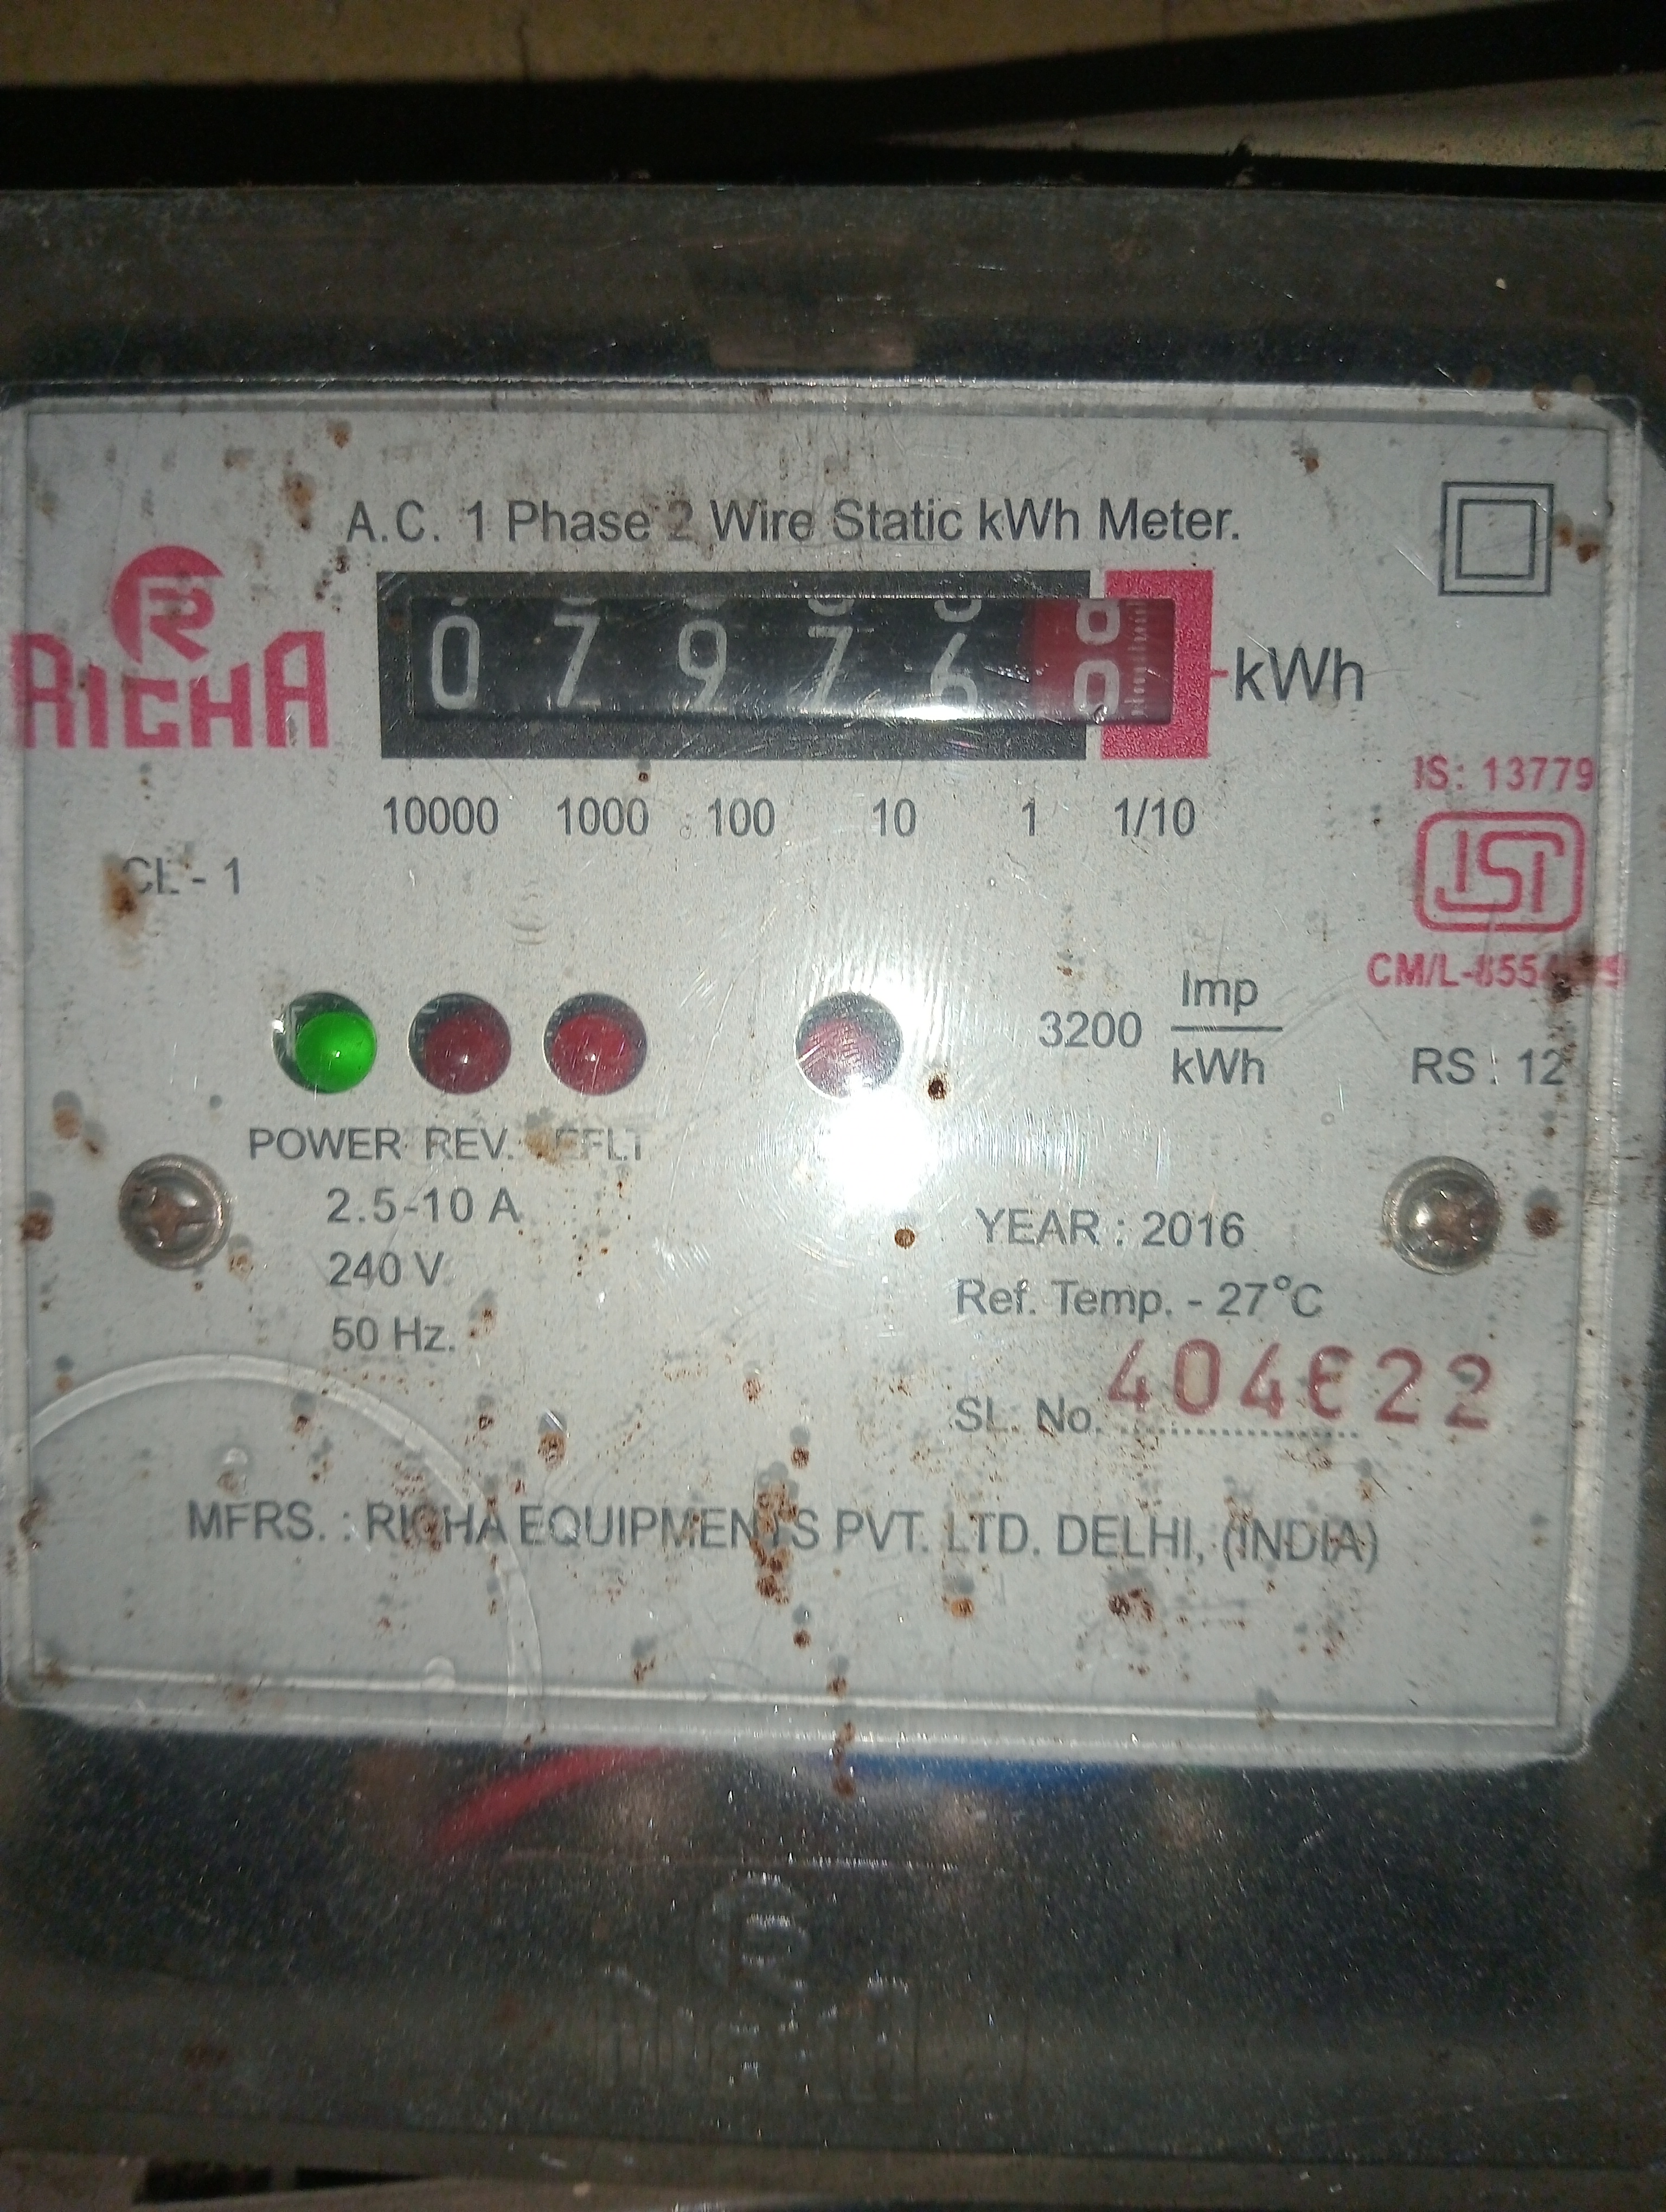 A.C. 1 Phase 2 Wire Static kWh Meter.
R
RICHA
0 7 9 7 6 0 kWh
10000 1000 100 10 1 1/10
IS: 13779
ISI
CL - 1
3200 Imp/kWh
RS : 12
POWER REV. EFLT
2.5-10 A
240 V
50 Hz.
YEAR : 2016
Ref. Temp. - 27°C
SL. No.
MFRS. : RICHA EQUIPMENTS PVT. LTD. DELHI, (INDIA)